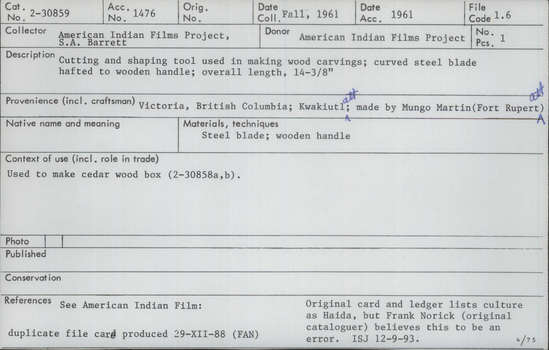 Cat. No. 2-30859 Acc. No. 1476 Orig. No. Date Coll. Fall, 1961 Date Acc. 1961 File Code 1.6
Collector American Indian Films Project, S.A. Barrett Donor American Indian Films Project No. Pcs. 1
Description Cutting and shaping tool used in making wood carvings; curved steel blade
hafted to wooden handle; overall length, 14-3/8"
Provenience (incl. craftsman) Victoria, British Columbia; Kwakiutl; made by Mungo Martin(Fort Rupert)
Native name and meaning Materials, techniques
Steel blade; wooden handle
Context of use (incl. role in trade)
Used to make cedar wood box (2-30858a,b).
Photo
Published
Conservation
References See American Indian Film:
duplicate file card produced 29-XII-88 (FAN)
Original card and ledger lists culture
as Haida, but Frank Norick (original
cataloguer) believes this to be an
error. ISJ 12-9-93.
4/75